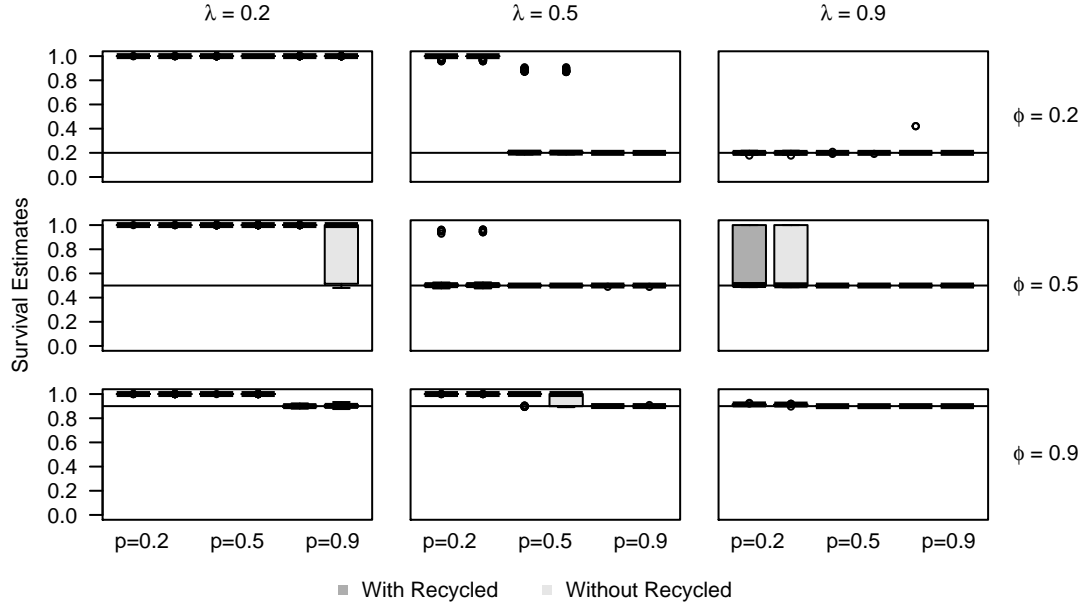 λ = 0.2 λ = 0.5 λ = 0.9
Survival Estimates
1.0
0.8
0.6
0.4
0.2
0.0
ϕ = 0.2
1.0
0.8
0.6
0.4
0.2
0.0
ϕ = 0.5
1.0
0.8
0.6
0.4
0.2
0.0
ϕ = 0.9
p=0.2 p=0.5 p=0.9 p=0.2 p=0.5 p=0.9 p=0.2 p=0.5 p=0.9
With Recycled Without Recycled